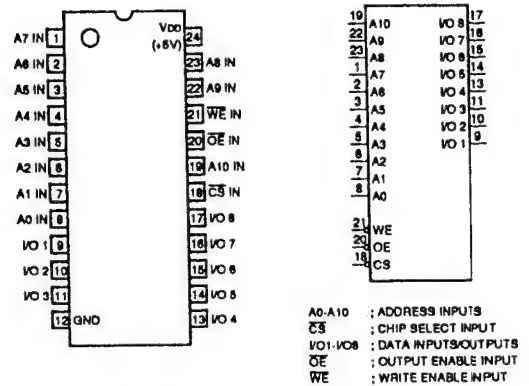 VDD
(+5V)
A7 IN 1
A6 IN 2
A5 IN 3
A4 IN 4
A3 IN 5
A2 IN 6
A1 IN 7
A0 IN 8
I/O 1 9
I/O 2 10
I/O 3 11
12 GND
24
23 A8 IN
22 A9 IN
21 WE IN
20 OE IN
19 A10 IN
18 CS IN
17 I/O 8
16 I/O 7
15 I/O 6
14 I/O 5
13 I/O 4
19 A10
22 A9
23 A8
1 A7
2 A6
3 A5
4 A4
5 A3
6 A2
7 A1
8 A0
21 WE
20 OE
18 CS
I/O 8 17
I/O 7 16
I/O 6 15
I/O 5 14
I/O 4 13
I/O 3 11
I/O 2 10
I/O 1 9
A0-A10 ; ADDRESS INPUTS
CS ; CHIP SELECT INPUT
I/O1-I/O8 ; DATA INPUTS/OUTPUTS
OE ; OUTPUT ENABLE INPUT
WE ; WRITE ENABLE INPUT